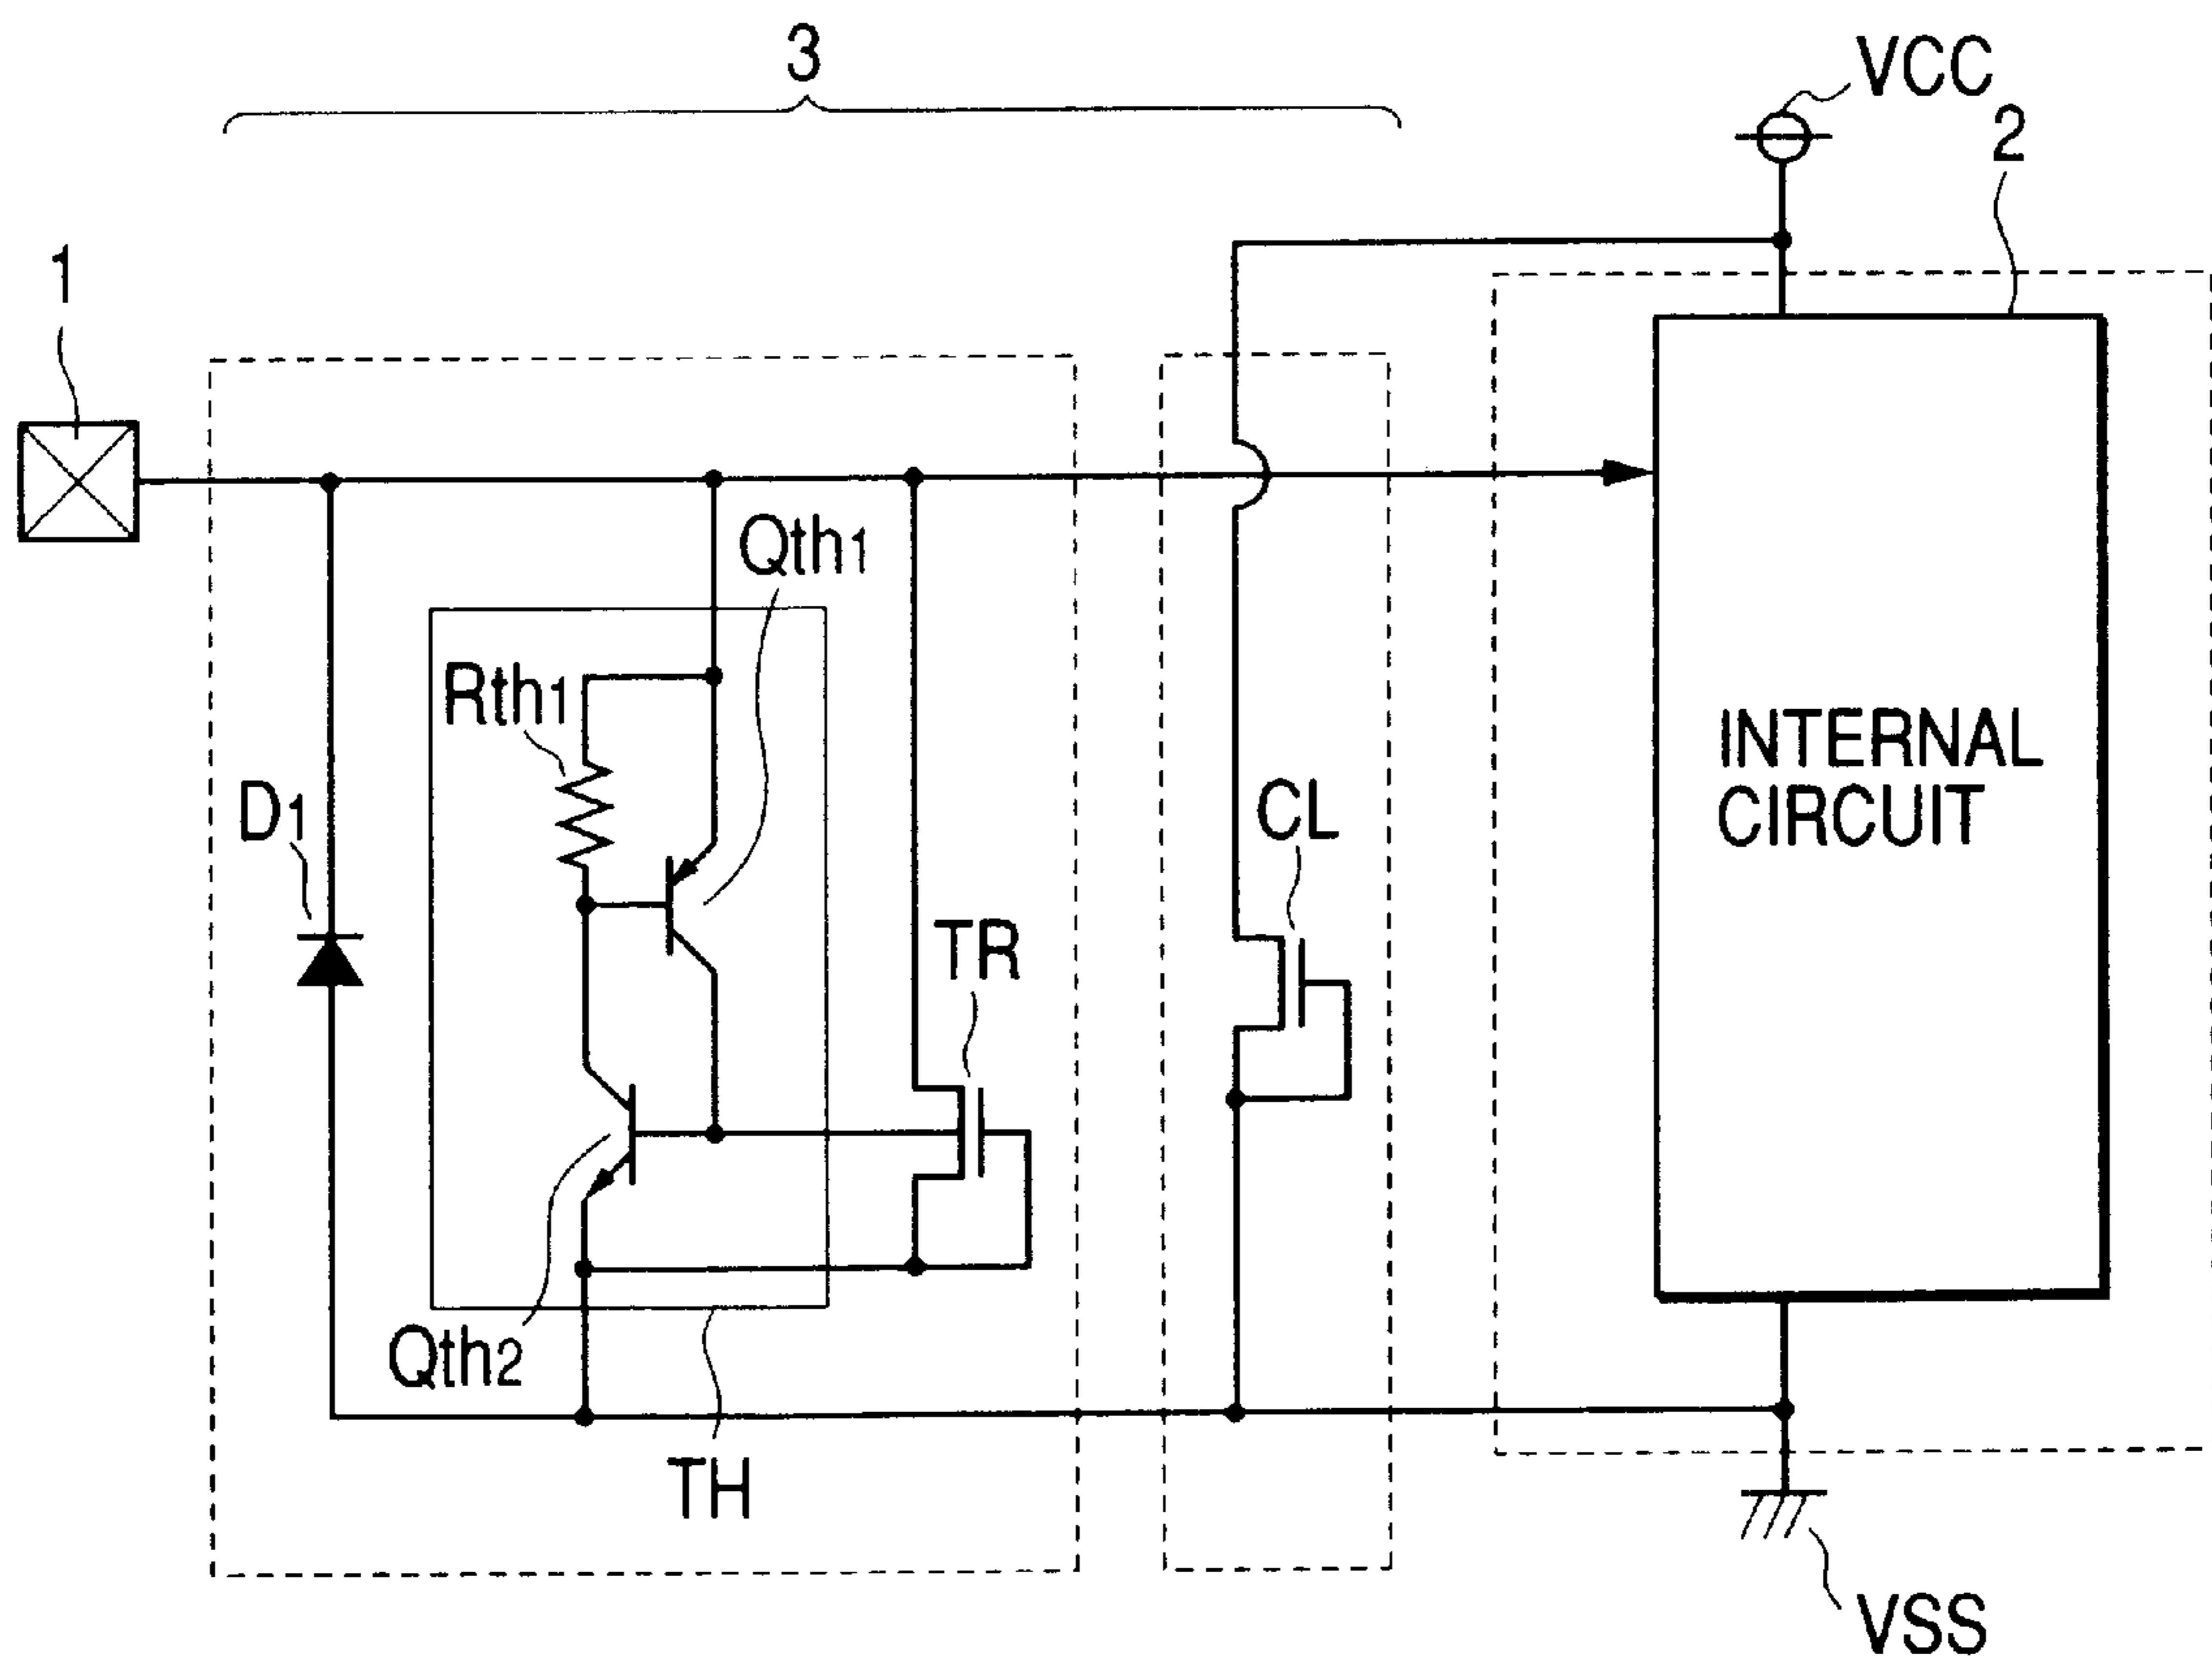 3
VCC
2
1
Qth1
Rth1
D1
CL
TR
INTERNAL
CIRCUIT
Qth2
TH
VSS